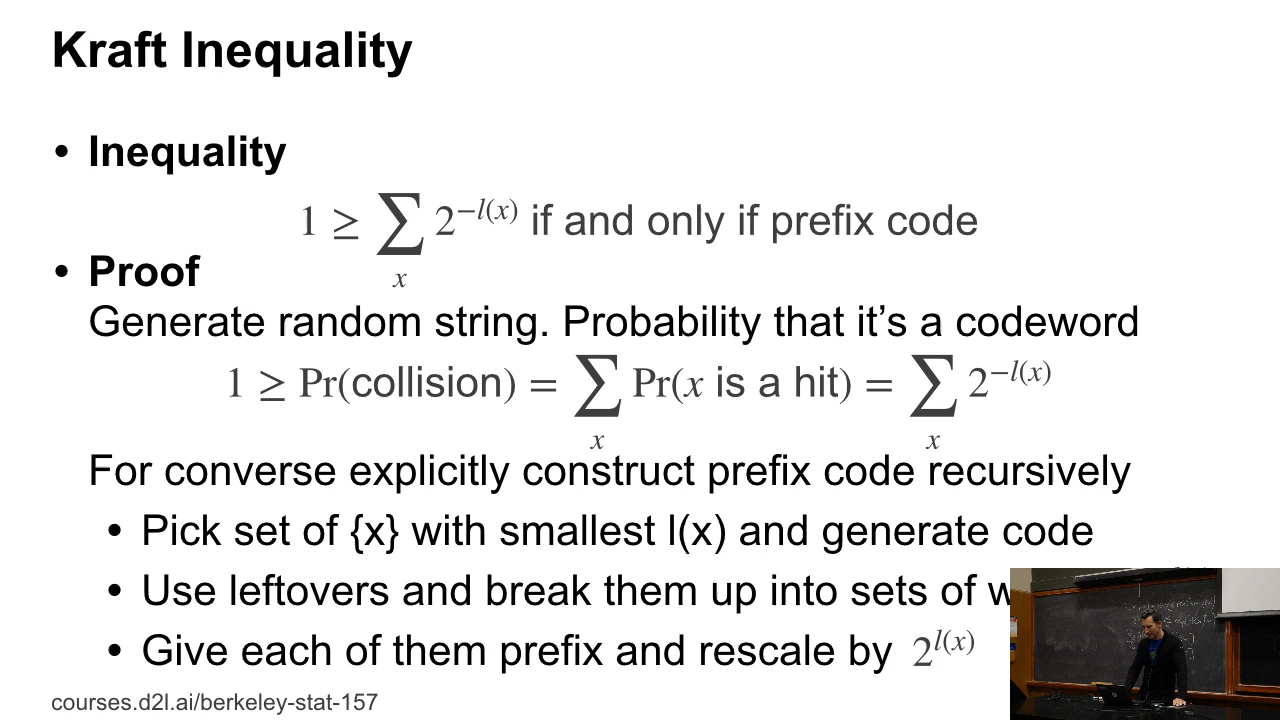 Kraft Inequality
• Inequality
1 ≥ ∑ₓ 2^{−l(x)} if and only if prefix code
• Proof
Generate random string. Probability that it's a codeword
1 ≥ Pr(collision) = ∑ₓ Pr(x is a hit) = ∑ₓ 2^{−l(x)}
For converse explicitly construct prefix code recursively
• Pick set of {x} with smallest l(x) and generate code
• Use leftovers and break them up into sets of
• Give each of them prefix and rescale by 2^{l(x)}
courses.d2l.ai/berkeley-stat-157